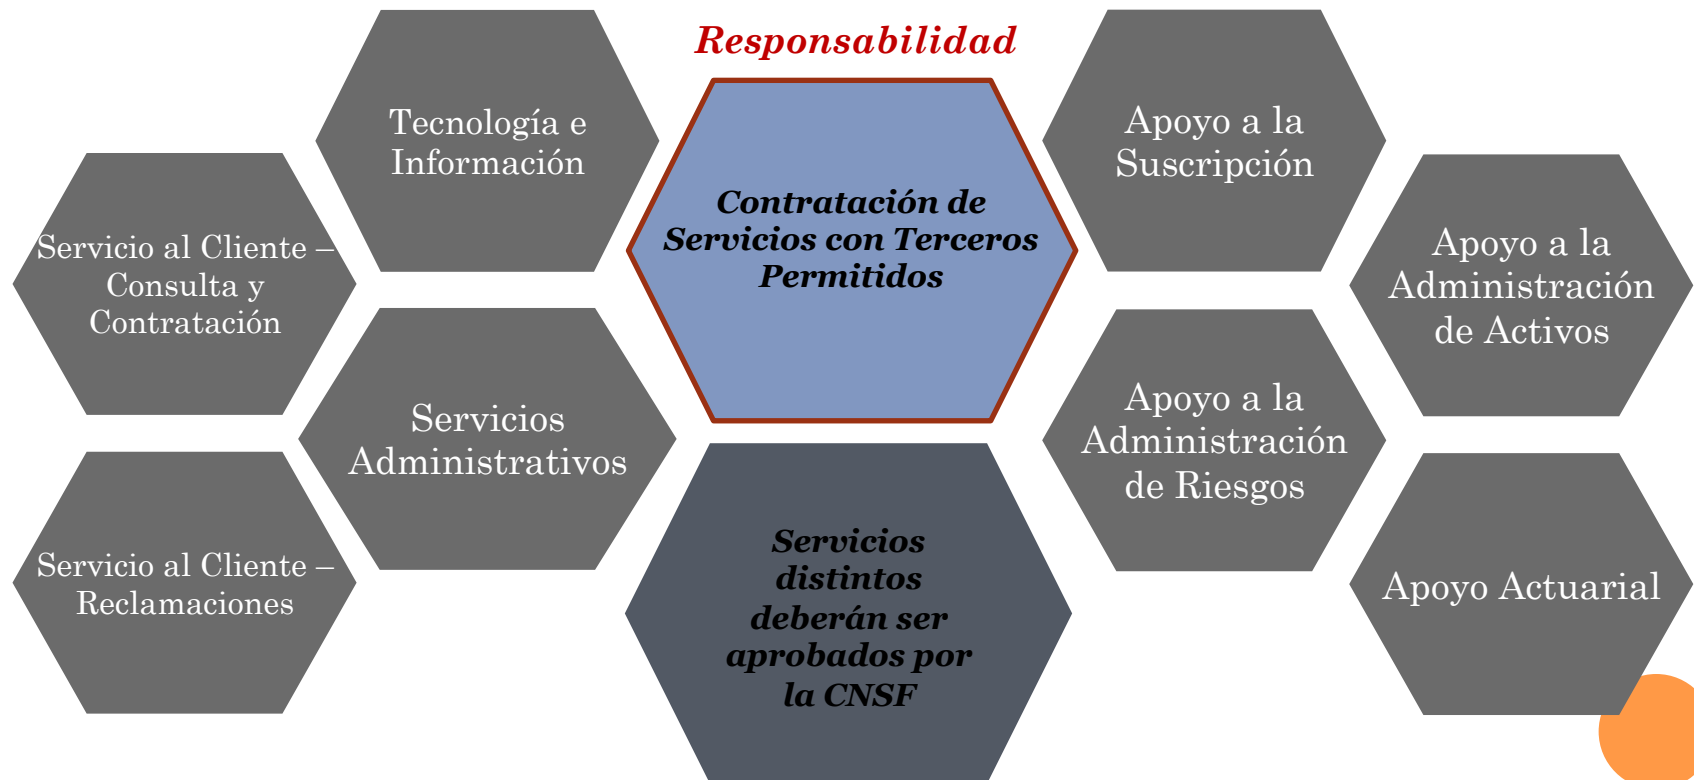 Responsabilidad
Tecnología e
Información
Servicio al Cliente –
Consulta y
Contratación
Servicios
Administrativos
Servicio al Cliente –
Reclamaciones
Contratación de
Servicios con Terceros
Permitidos
Servicios
distintos
deberán ser
aprobados por
la CNSF
Apoyo a la
Suscripción
Apoyo a la
Administración
de Activos
Apoyo a la
Administración
de Riesgos
Apoyo Actuarial